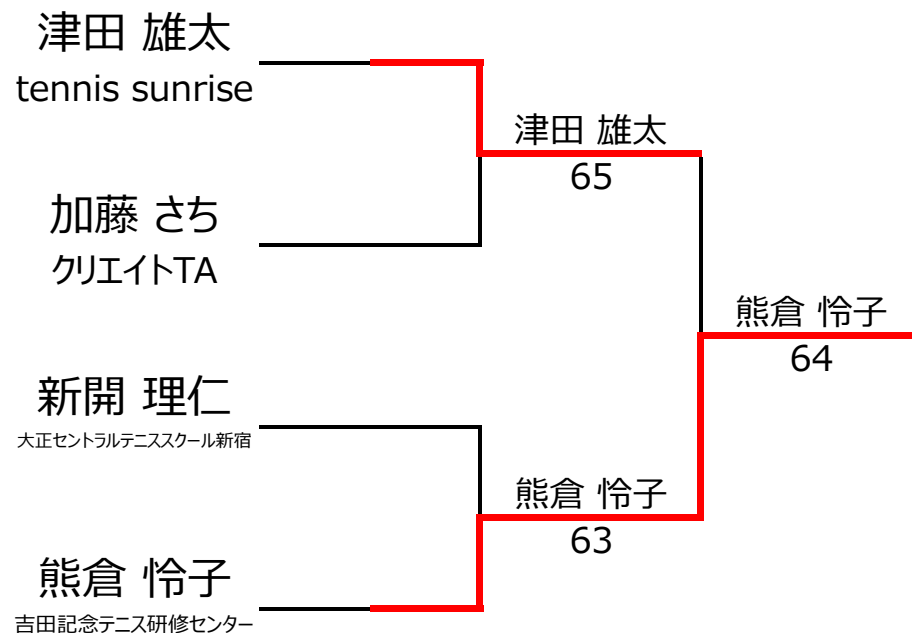 津田 雄太
tennis sunrise
津田 雄太
65
加藤 さち
クリエイトTA
熊倉 怜子
64
新開 理仁
大正セントラルテニススクール新宿
熊倉 怜子
63
熊倉 怜子
吉田記念テニス研修センター